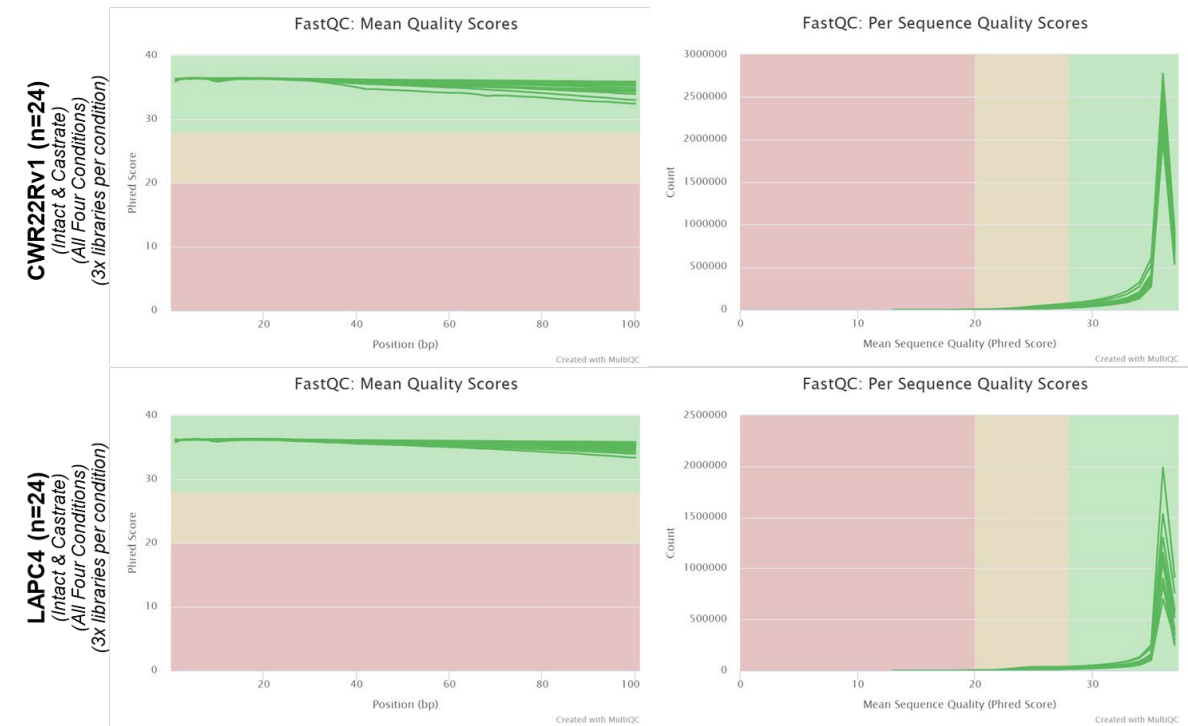 CWR22Rv1 (n=24)
(Intact & Castrate)
(All Four Conditions)
(3x libraries per condition)
FastQC: Mean Quality Scores
40
30
20
10
0
Phred Score
20
40
60
80
100
Position (bp)
Created with MultiQC
FastQC: Per Sequence Quality Scores
3000000
2500000
2000000
1500000
1000000
500000
0
Count
0
10
20
30
Mean Sequence Quality (Phred Score)
Created with MultiQC
LAPC4 (n=24)
(Intact & Castrate)
(All Four Conditions)
(3x libraries per condition)
FastQC: Mean Quality Scores
40
30
20
10
0
Phred Score
20
40
60
80
100
Position (bp)
Created with MultiQC
FastQC: Per Sequence Quality Scores
2500000
2000000
1500000
1000000
500000
0
Count
0
10
20
30
Mean Sequence Quality (Phred Score)
Created with MultiQC